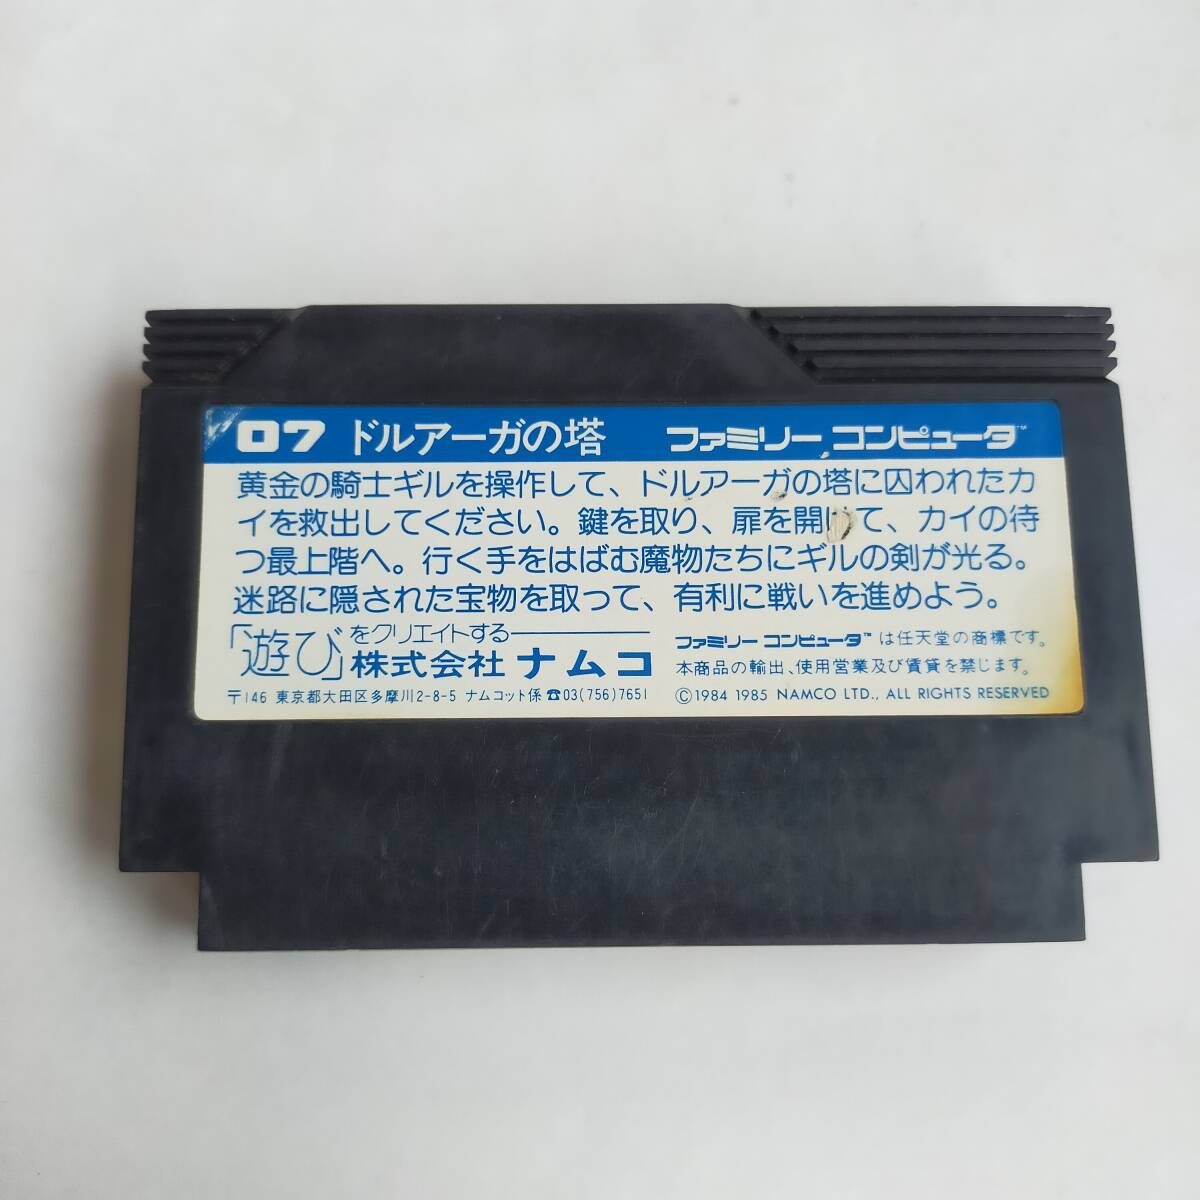 07 ドルアーガの塔 ファミリーコンピュータ™
黄金の騎士ギルを操作して、ドルアーガの塔に囚われたカ
イを救出してください。鍵を取り、扉を開いて、カイの待
つ最上階へ。行く手をはばむ魔物たちにギルの剣が光る。
迷路に隠された宝物を取って、有利に戦いを進めよう。
「遊び」をクリエイトする
株式会社 ナムコ
〒146 東京都大田区多摩川2-8-5 ナムコット係 ☎03(756)7651
ファミリーコンピュータ™は任天堂の商標です。
本商品の輸出、使用営業及び賃貸を禁じます。
©1984 1985 NAMCO LTD., ALL RIGHTS RESERVED